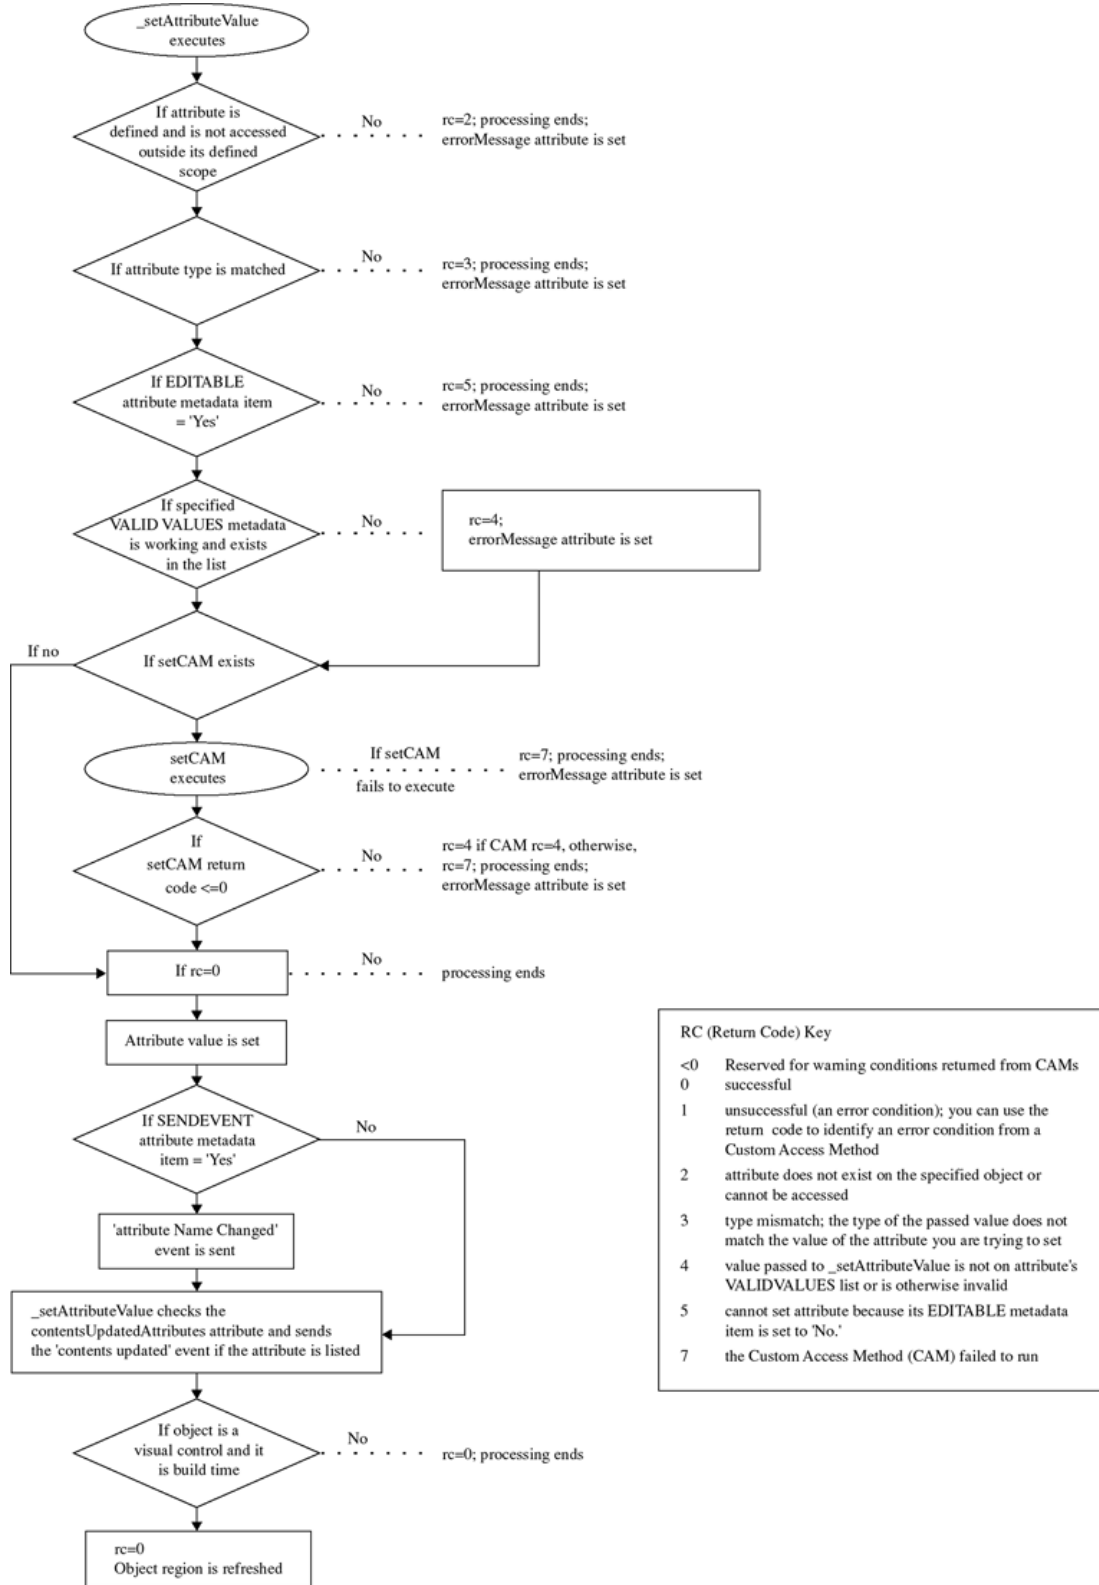 _setAttributeValue
executes
If attribute is
defined and is not accessed
outside its defined
scope
No
rc=2; processing ends;
errorMessage attribute is set
If attribute type is matched
No
rc=3; processing ends;
errorMessage attribute is set
If EDITABLE
attribute metadata item
= 'Yes'
No
rc=5; processing ends;
errorMessage attribute is set
If specified
VALID VALUES metadata
is working and exists
in the list
No
rc=4;
errorMessage attribute is set
If no
If setCAM exists
setCAM
executes
If setCAM
fails to execute
rc=7; processing ends;
errorMessage attribute is set
If
setCAM return
code <=0
No
rc=4 if CAM rc=4, otherwise,
rc=7; processing ends;
errorMessage attribute is set
If rc=0
No
processing ends
Attribute value is set
If SENDEVENT
attribute metadata
item = 'Yes'
No
'attribute Name Changed'
event is sent
_setAttributeValue checks the
contentsUpdatedAttributes attribute and sends
the 'contents updated' event if the attribute is listed
If object is a
visual control and it
is build time
No
rc=0; processing ends
rc=0
Object region is refreshed
RC (Return Code) Key
<0 Reserved for warning conditions returned from CAMs
0 successful
1 unsuccessful (an error condition); you can use the
return code to identify an error condition from a
Custom Access Method
2 attribute does not exist on the specified object or
cannot be accessed
3 type mismatch; the type of the passed value does not
match the value of the attribute you are trying to set
4 value passed to _setAttributeValue is not on attribute's
VALIDVALUES list or is otherwise invalid
5 cannot set attribute because its EDITABLE metadata
item is set to 'No.'
7 the Custom Access Method (CAM) failed to run